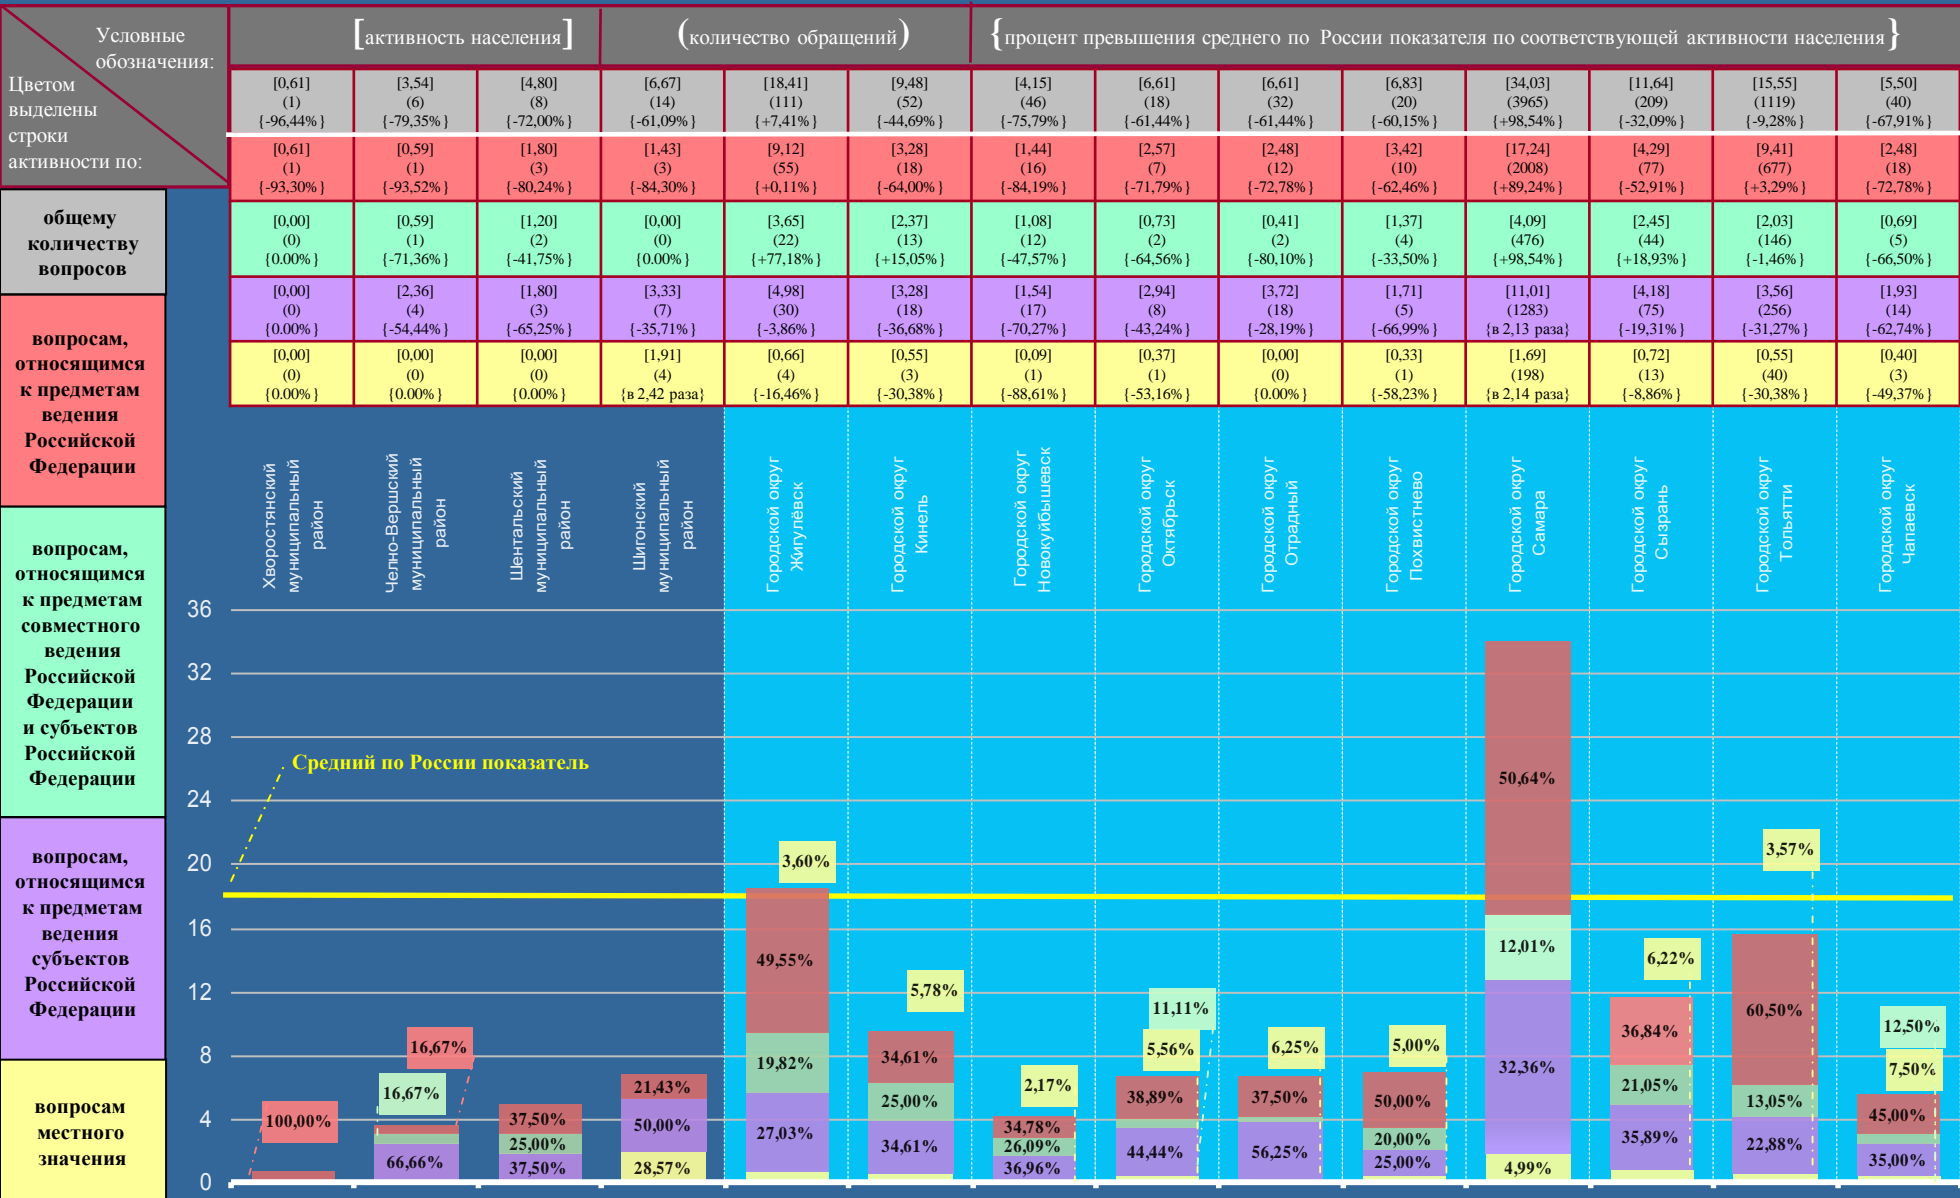 Условные
обозначения:
Цветом
выделены
строки
активности по:
[активность населения]
(количество обращений)
{процент превышения среднего по России показателя по соответствующей активности населения}
[0,61] [3,54] [4,80] [6,67] [18,41] [9,48] [4,15] [6,61] [6,61] [6,83] [34,03] [11,64] [15,55] [5,50]
(1) (6) (8) (14) (111) (52) (46) (18) (32) (20) (3965) (209) (1119) (40)
{-96,44%} {-79,35%} {-72,00%} {-61,09%} {+7,41%} {-44,69%} {-75,79%} {-61,44%} {-61,44%} {-60,15%} {+98,54%} {-32,09%} {-9,28%} {-67,91%}
[0,61] [0,59] [1,80] [1,43] [9,12] [3,28] [1,44] [2,57] [2,48] [3,42] [17,24] [4,29] [9,41] [2,48]
(1) (1) (3) (3) (55) (18) (16) (7) (12) (10) (2008) (77) (677) (18)
{-93,30%} {-93,52%} {-80,24%} {-84,30%} {+0,11%} {-64,00%} {-84,19%} {-71,79%} {-72,78%} {-62,46%} {+89,24%} {-52,91%} {+3,29%} {-72,78%}
[0,00] [0,59] [1,20] [0,00] [3,65] [2,37] [1,08] [0,73] [0,41] [1,37] [4,09] [2,45] [2,03] [0,69]
(0) (1) (2) (0) (22) (13) (12) (2) (2) (4) (476) (44) (146) (5)
{0.00%} {-71,36%} {-41,75%} {0.00%} {+77,18%} {+15,05%} {-47,57%} {-64,56%} {-80,10%} {-33,50%} {+98,54%} {+18,93%} {-1,46%} {-66,50%}
[0,00] [2,36] [1,80] [3,33] [4,98] [3,28] [1,54] [2,94] [3,72] [1,71] [11,01] [4,18] [3,56] [1,93]
(0) (4) (3) (7) (30) (18) (17) (8) (18) (5) (1283) (75) (256) (14)
{0.00%} {-54,44%} {-65,25%} {-35,71%} {-3,86%} {-36,68%} {-70,27%} {-43,24%} {-28,19%} {-66,99%} {в 2,13 раза} {-19,31%} {-31,27%} {-62,74%}
[0,00] [0,00] [0,00] [1,91] [0,66] [0,55] [0,09] [0,37] [0,00] [0,33] [1,69] [0,72] [0,55] [0,40]
(0) (0) (0) (4) (4) (3) (1) (1) (0) (1) (198) (13) (40) (3)
{0.00%} {0.00%} {0.00%} {в 2,42 раза} {-16,46%} {-30,38%} {-88,61%} {-53,16%} {0.00%} {-58,23%} {в 2,14 раза} {-8,86%} {-30,38%} {-49,37%}
общему
количеству
вопросов
вопросам,
относящимся
к предметам
ведения
Российской
Федерации
вопросам,
относящимся
к предметам
совместного
ведения
Российской
Федерации
и субъектов
Российской
Федерации
вопросам,
относящимся
к предметам
ведения
субъектов
Российской
Федерации
вопросам
местного
значения
Хворостянский
муниципальный
район
Челно-Вершский
муниципальный
район
Шенталский
муниципальный
район
Шигонский
муниципальный
район
Городской округ
Жигулёвск
Городской округ
Кинель
Городской округ
Новокуйбышевск
Городской округ
Октябрьск
Городской округ
Отрадный
Городской округ
Похвистнево
Городской округ
Самара
Городской округ
Сызрань
Городской округ
Тольятти
Городской округ
Чапаевск
36
32
28
24
20
16
12
8
4
0
Средний по России показатель
100,00%
16,67%
16,67%
66,66%
37,50%
25,00%
37,50%
21,43%
50,00%
28,57%
3,60%
49,55%
19,82%
27,03%
5,78%
34,61%
25,00%
34,61%
2,17%
34,78%
26,09%
36,96%
11,11%
5,56%
38,89%
44,44%
6,25%
37,50%
56,25%
5,00%
50,00%
20,00%
25,00%
50,64%
12,01%
32,36%
4,99%
6,22%
36,84%
21,05%
35,89%
3,57%
60,50%
13,05%
22,88%
12,50%
7,50%
45,00%
35,00%